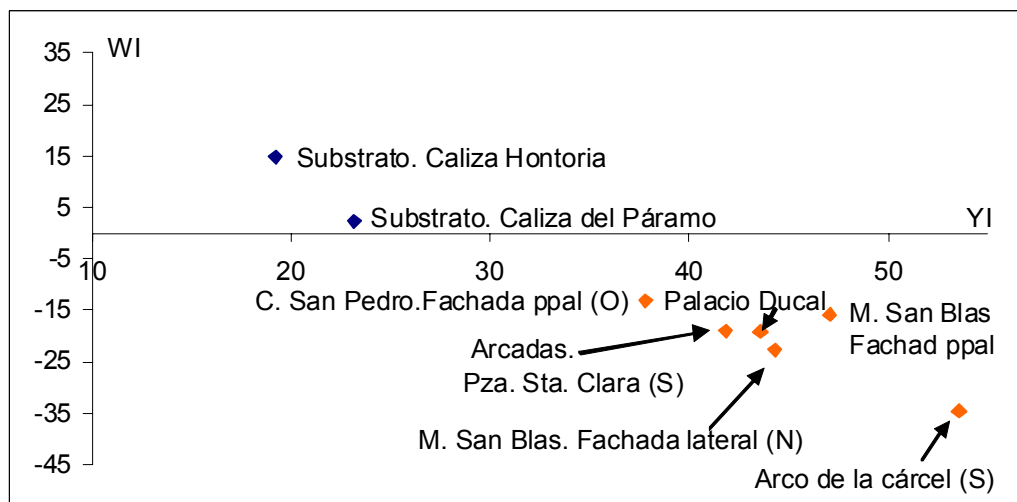 35
WI
25
15
Substrato. Caliza Hontoria
5
Substrato. Caliza del Páramo
YI
-5
10
20
30
40
50
C. San Pedro.Fachada ppal (O)
Palacio Ducal
-15
M. San Blas
Fachad ppal
Arcadas.
Pza. Sta. Clara (S)
-25
-35
M. San Blas. Fachada lateral (N)
-45
Arco de la cárcel (S)